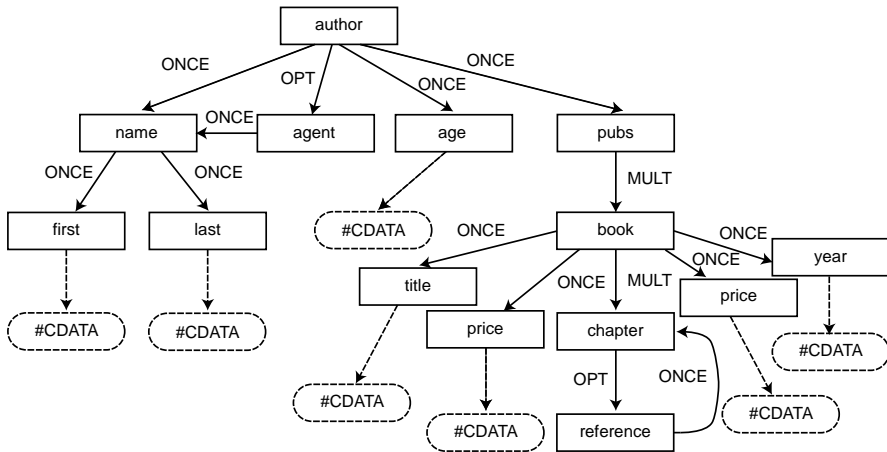 author
ONCE
OPT
ONCE
ONCE
name
ONCE
agent
age
pubs
ONCE
ONCE
MULT
first
last
#CDATA
ONCE
book
ONCE
year
title
ONCE
MULT
ONCE
price
#CDATA
#CDATA
price
chapter
#CDATA
#CDATA
OPT
ONCE
#CDATA
#CDATA
reference